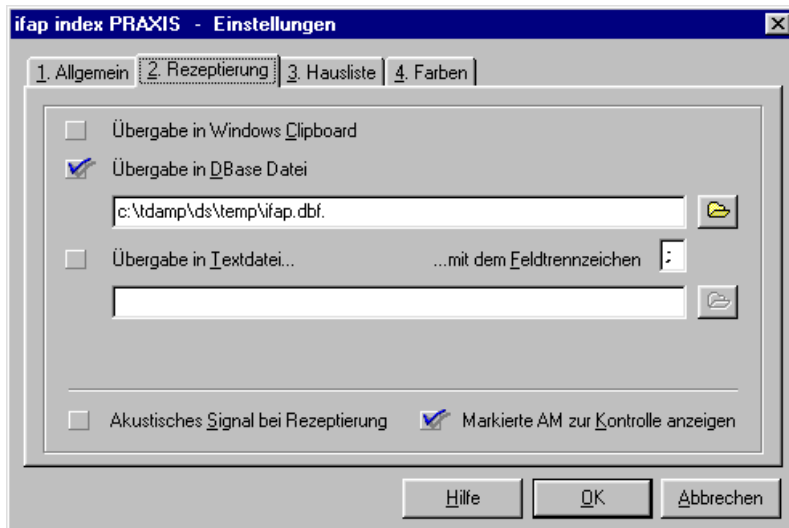 ifap index PRAXIS - Einstellungen
1. Allgemein 2. Rezeptierung 3. Hausliste 4. Farben
Übergabe in Windows Clipboard
Übergabe in DBase Datei
c:\tdamp\ds\temp\ifap.dbf.
Übergabe in Textdatei... ...mit dem Feldtrennzeichen ;
Akustisches Signal bei Rezeptierung Markierte AM zur Kontrolle anzeigen
Hilfe OK Abbrechen